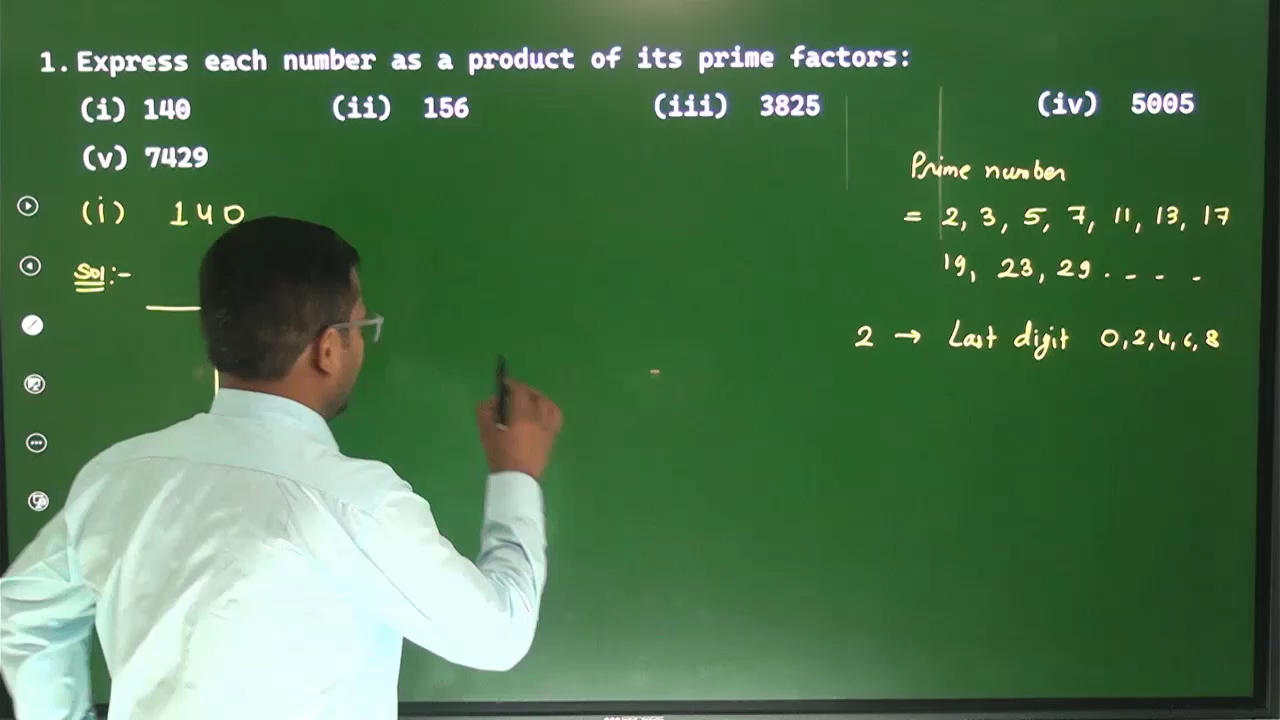 1. Express each number as a product of its prime factors:
(i) 140 (ii) 156 (iii) 3825 (iv) 5005
(v) 7429
Prime number
= 2, 3, 5, 7, 11, 13, 17
19, 23, 29 . - - -
(i) 140
Sol:-
2 → Last digit 0,2,4,6,8